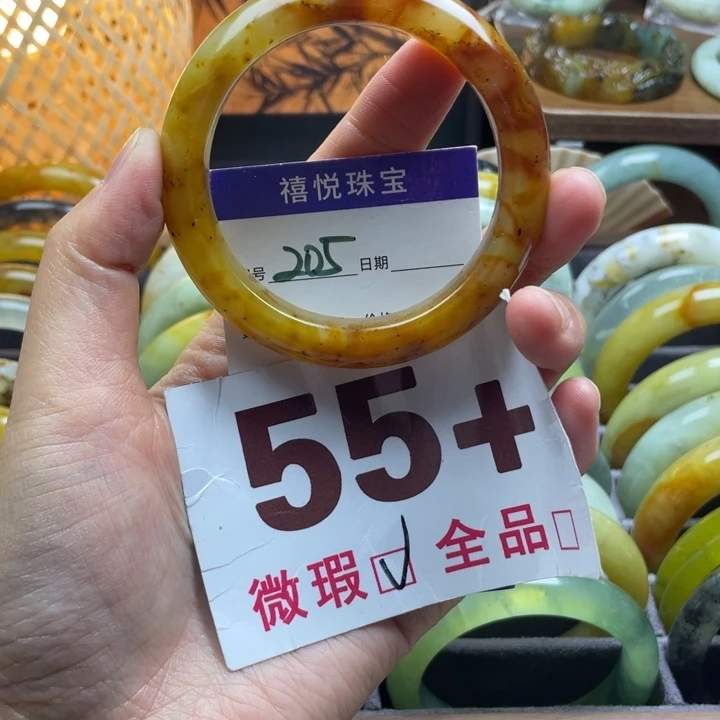 禧悦珠宝
号 205 日期
55+
微瑕☑ 全品□